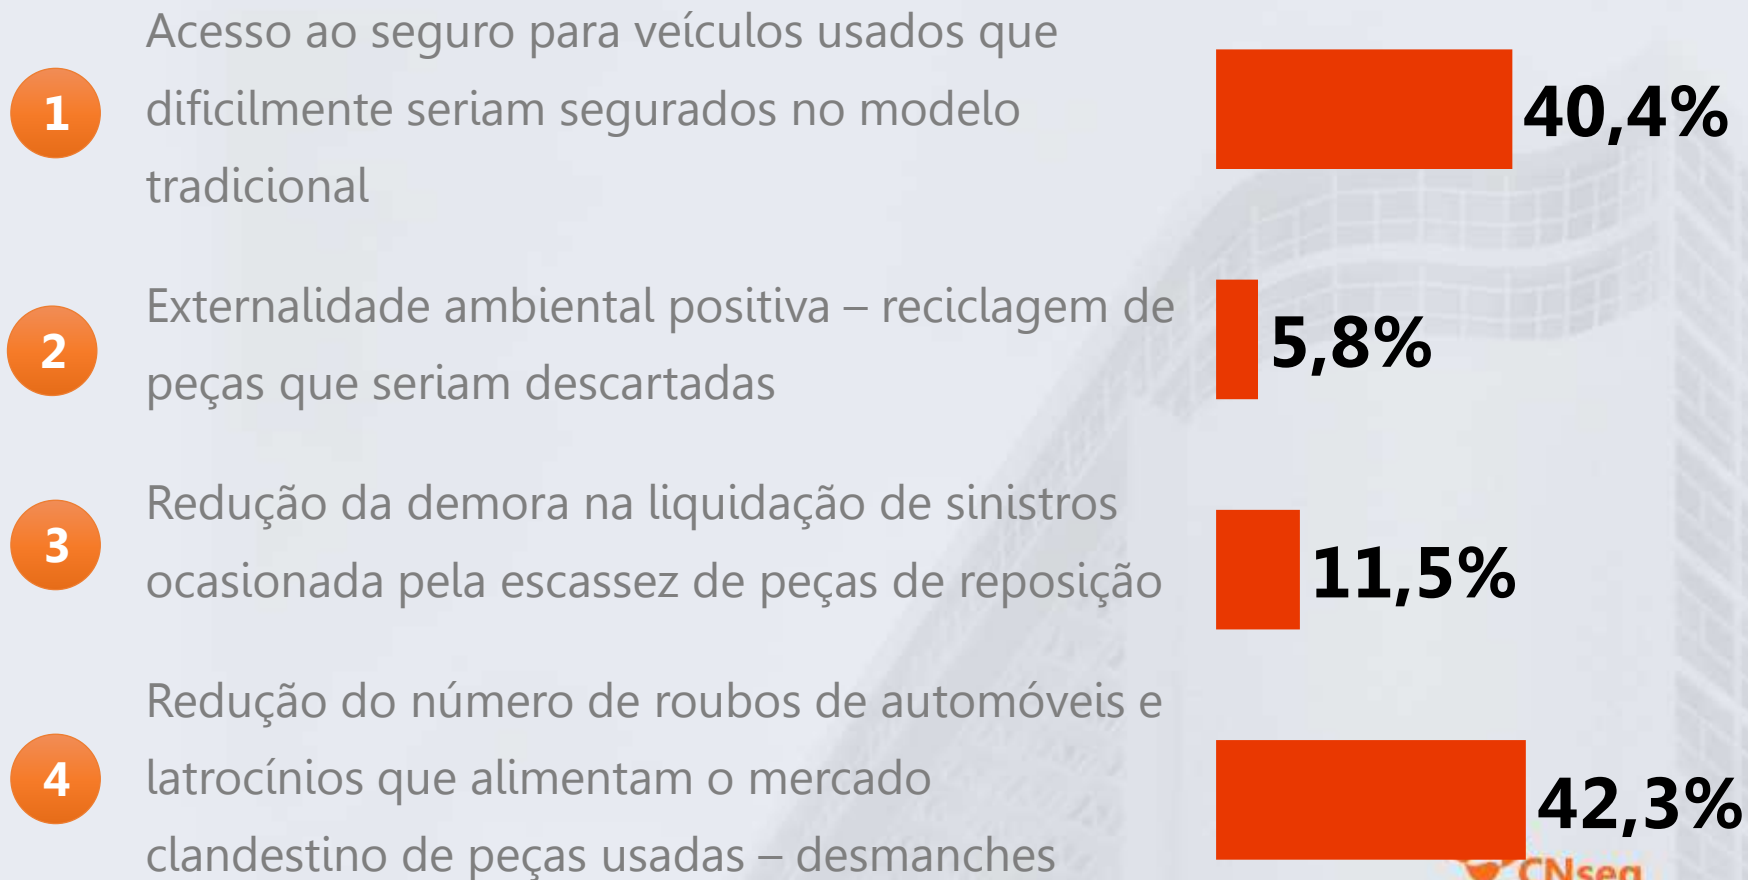 1
Acesso ao seguro para veículos usados que
dificilmente seriam segurados no modelo
tradicional
40,4%
2
Externalidade ambiental positiva – reciclagem de
peças que seriam descartadas
5,8%
3
Redução da demora na liquidação de sinistros
ocasionada pela escassez de peças de reposição
11,5%
4
Redução do número de roubos de automóveis e
latrocínios que alimentam o mercado
clandestino de peças usadas – desmanches
42,3%
CNseg